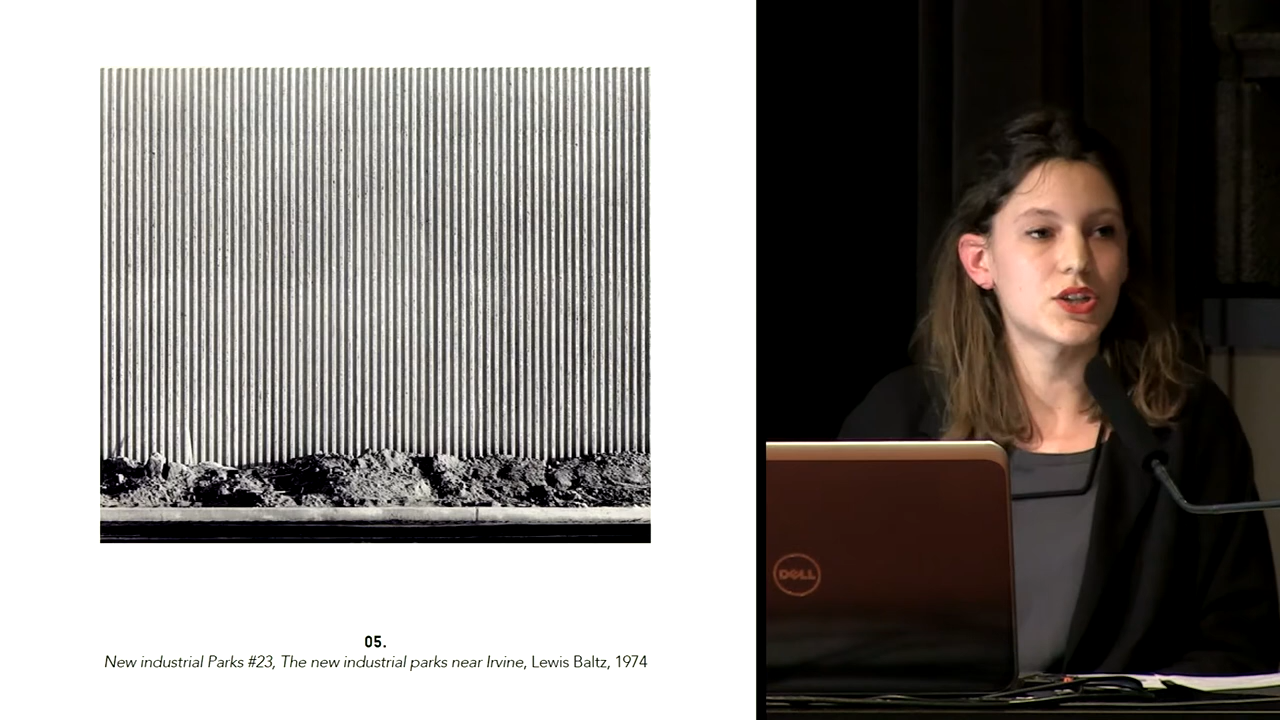 05.
New industrial Parks #23, The new industrial parks near Irvine, Lewis Baltz, 1974
DELL